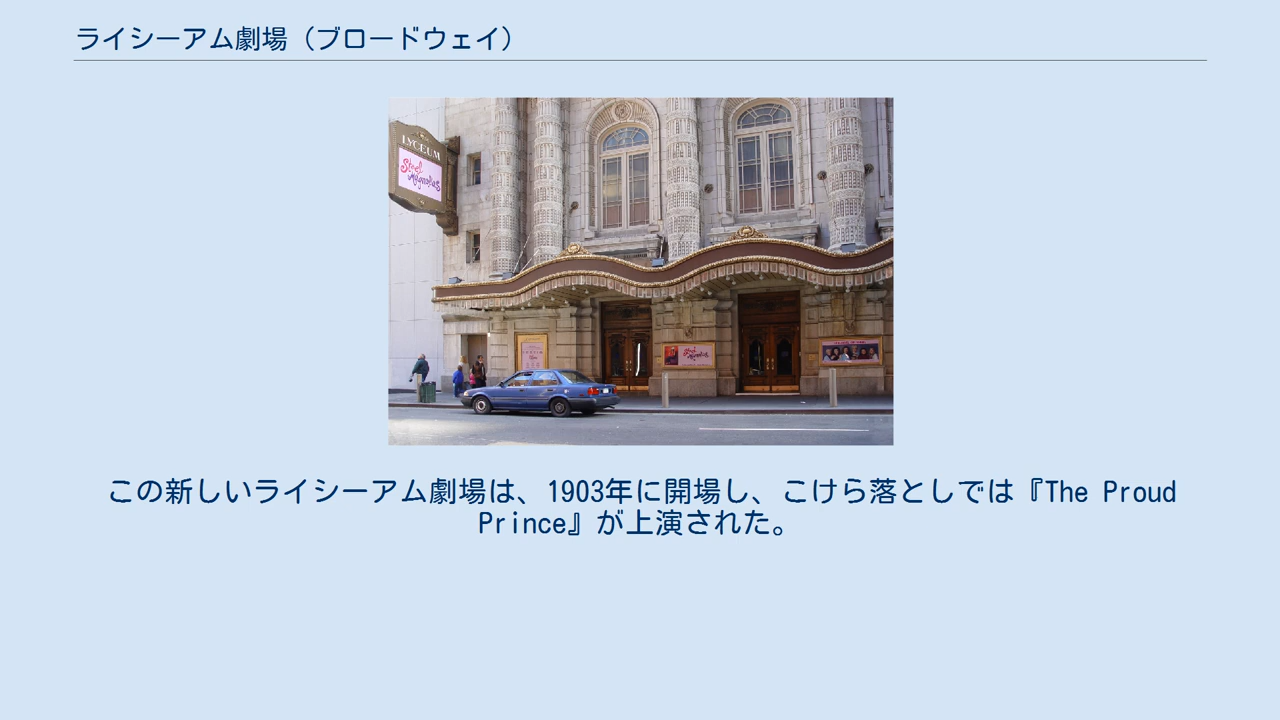 ライシーアム劇場（ブロードウェイ）
LYCEUM
Steel
Magnolias
この新しいライシーアム劇場は、1903年に開場し、こけら落としでは『The Proud
Prince』が上演された。